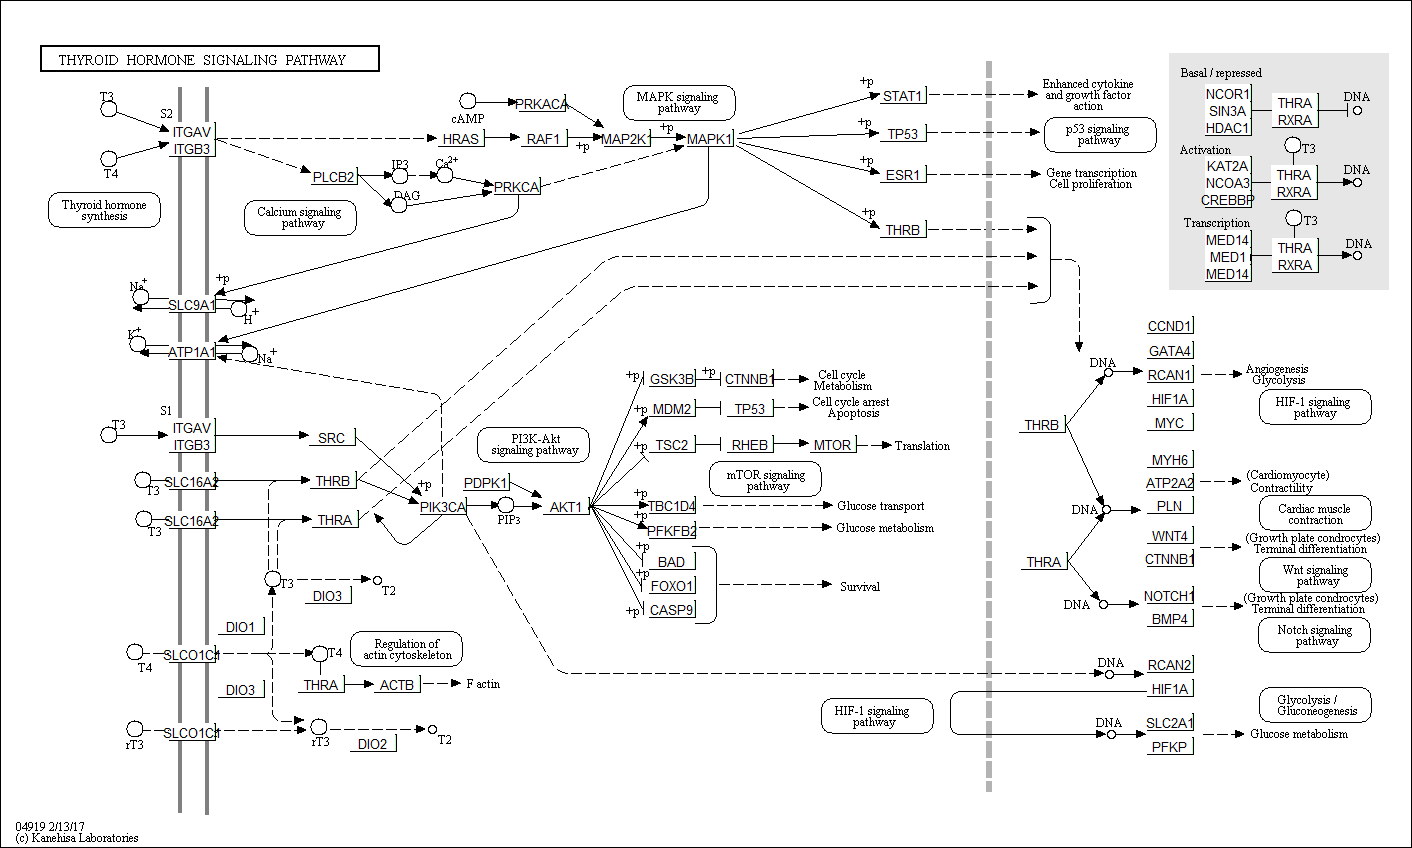 THYROID HORMONE SIGNALING PATHWAY
T3
S2
ITGAV
ITGB3
T4
Thyroid hormone
synthesis
cAMP
PRKACA
HRAS
RAF1
+p
MAP2K1
+p
MAPK1
MAPK signaling
pathway
PLCB2
IP3
Ca2+
DAG
PRKCA
Calcium signaling
pathway
+p
STAT1
+p
TP53
+p
ESR1
+p
THRB
Enhanced cytokine
and growth factor
action
p53 signaling
pathway
Gene transcription
Cell proliferation
Basal / repressed
NCOR1
SIN3A
HDAC1
THRA
RXRA
DNA
Activation
KAT2A
NCOA3
CREBBP
T3
THRA
RXRA
DNA
Transcription
MED14
MED1
MED14
T3
THRA
RXRA
DNA
Na+
+p
SLC9A1
H+
K+
ATP1A1
Na+
S1
T3
ITGAV
ITGB3
SRC
T3
SLC16A2
THRB
T3
SLC16A2
THRA
PI3K-Akt
signaling pathway
+p
PIK3CA
PDPK1
PIP3
AKT1
+p
GSK3B
+p
CTNNB1
Cell cycle
Metabolism
+p
MDM2
TP53
Cell cycle arrest
Apoptosis
+p
TSC2
RHEB
MTOR
Translation
mTOR signaling
pathway
+p
TBC1D4
Glucose transport
+p
PFKFB2
Glucose metabolism
+p
BAD
+p
FOXO1
+p
CASP9
Survival
T3
DIO3
T2
DIO1
T4
SLCO1C1
T4
THRA
ACTB
F actin
Regulation of
actin cytoskeleton
DIO3
rT3
SLCO1C1
rT3
DIO2
T2
CCND1
GATA4
DNA
RCAN1
HIF1A
MYC
Angiogenesis
Glycolysis
HIF-1 signaling
pathway
THRB
MYH6
ATP2A2
DNA
PLN
(Cardiomyocyte)
Contractility
Cardiac muscle
contraction
WNT4
CTNNB1
(Growth plate condrocytes)
Terminal differentiation
Wnt signaling
pathway
THRA
DNA
NOTCH1
BMP4
(Growth plate condrocytes)
Terminal differentiation
Notch signaling
pathway
DNA
RCAN2
HIF1A
HIF-1 signaling
pathway
Glycolysis /
Gluconeogenesis
DNA
SLC2A1
PFKP
Glucose metabolism
04919 2/13/17
(c) Kanehisa Laboratories